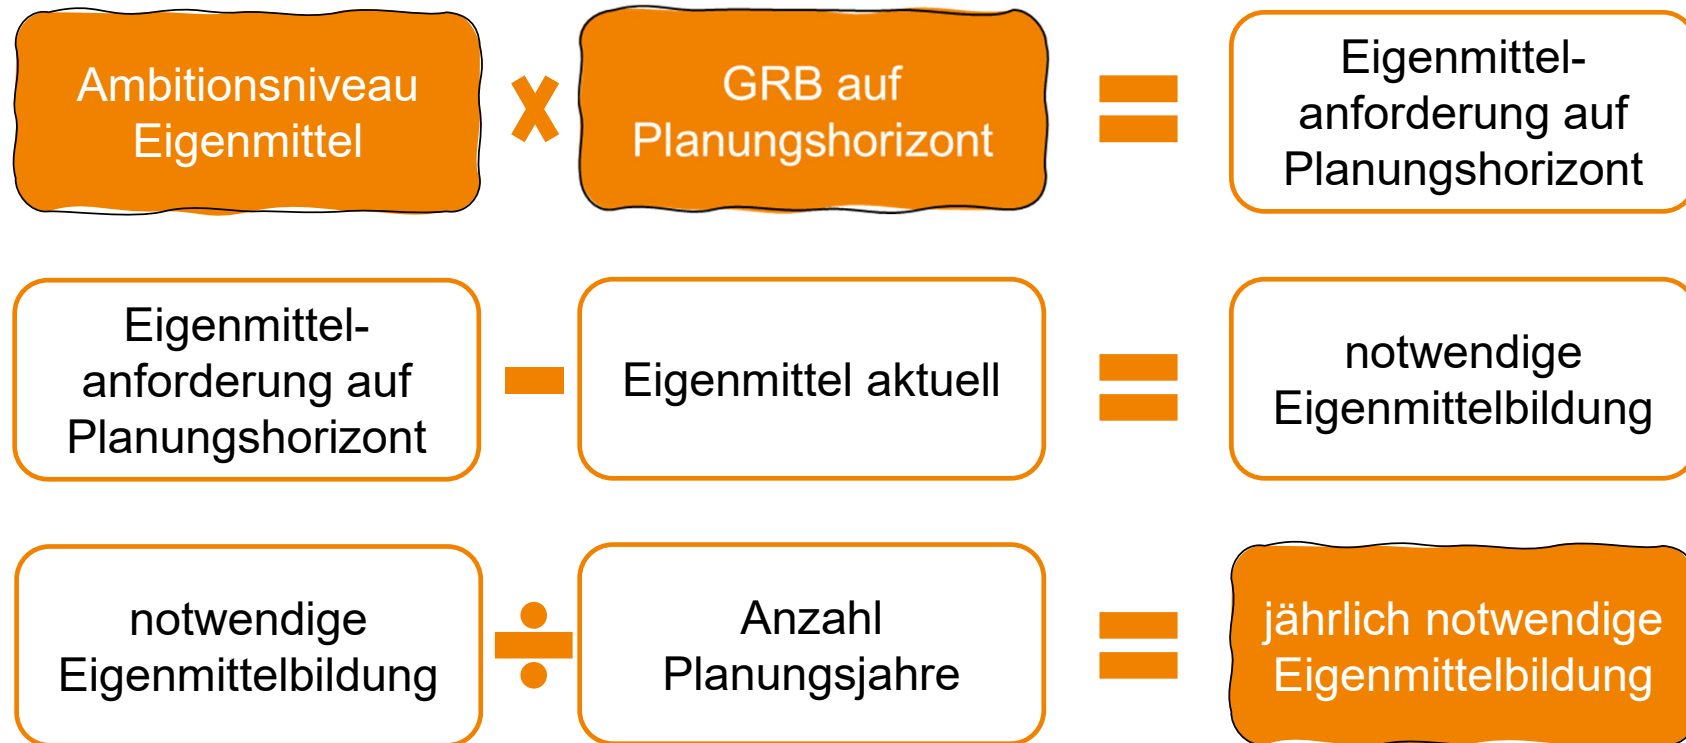 Ambitionsniveau
Eigenmittel
GRB auf
Planungshorizont
Eigenmittel-
anforderung auf
Planungshorizont
Eigenmittel-
anforderung auf
Planungshorizont
Eigenmittel aktuell
notwendige
Eigenmittelbildung
notwendige
Eigenmittelbildung
Anzahl
Planungsjahre
jährlich notwendige
Eigenmittelbildung